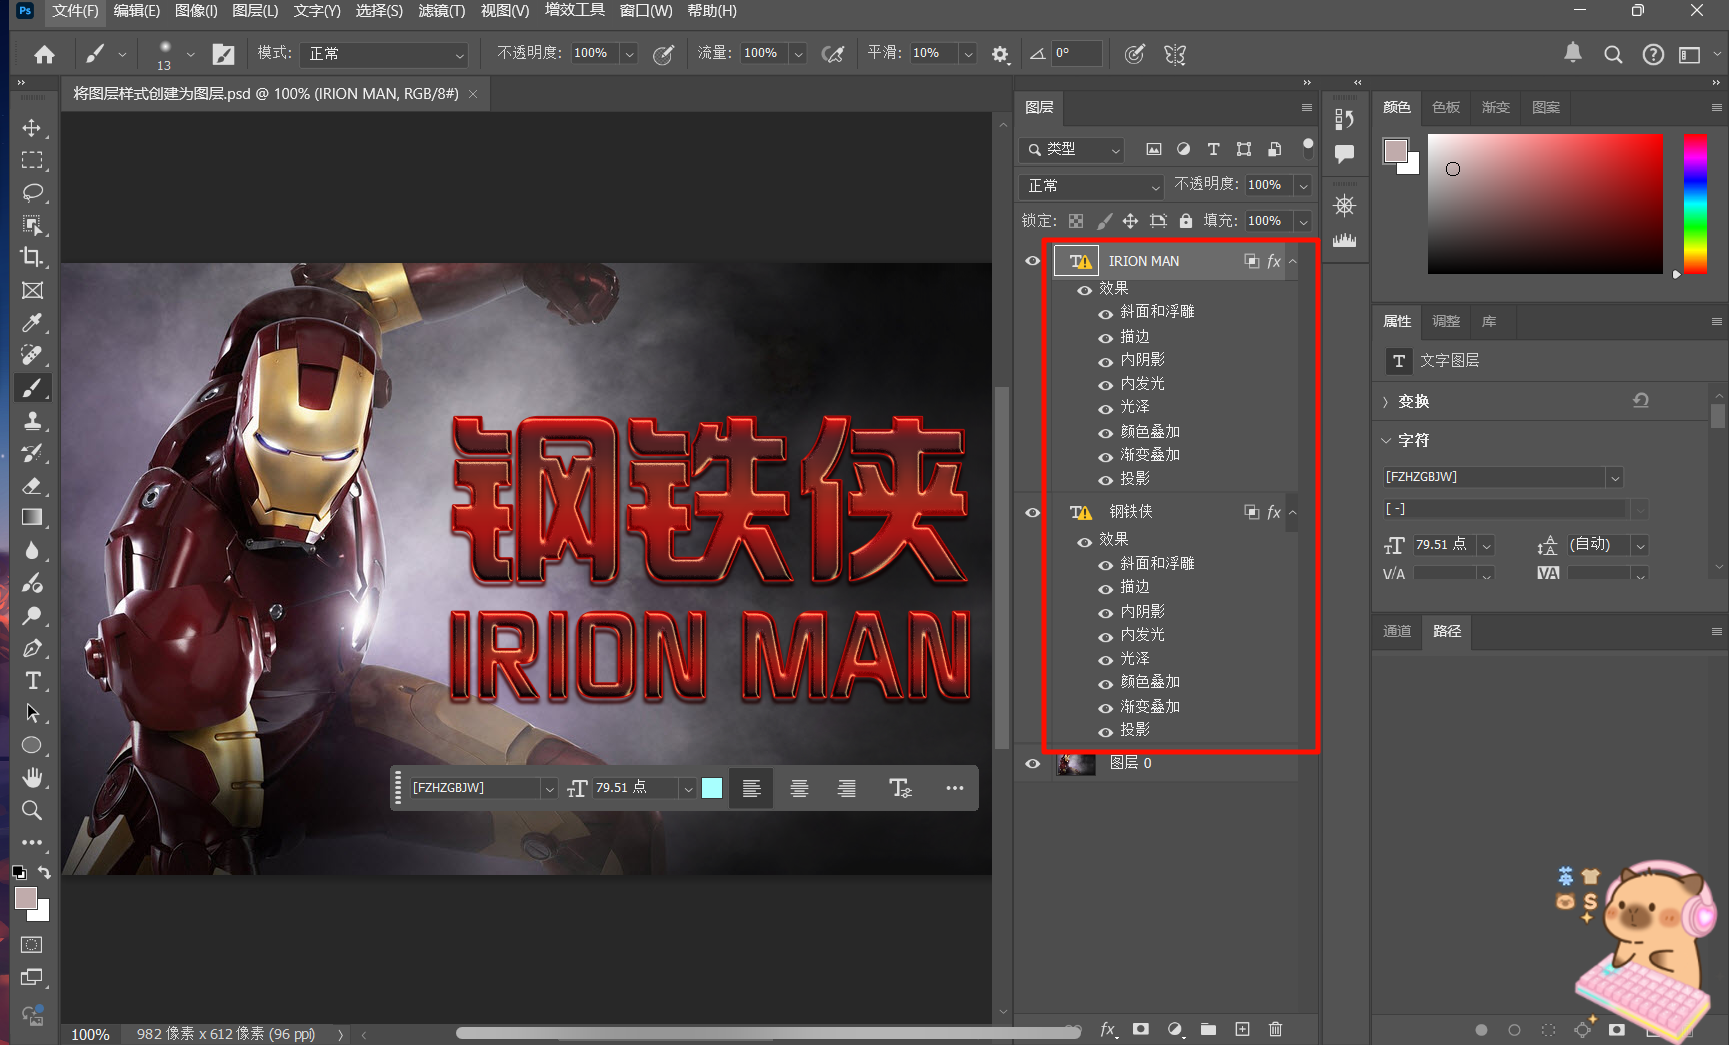 Ps 文件(F) 编辑(E) 图像(I) 图层(L) 文字(Y) 选择(S) 滤镜(T) 视图(V) 增效工具 窗口(W) 帮助(H)
13 模式: 正常 不透明度: 100% 流量: 100% 平滑: 10% 0°
将图层样式创建为图层.psd @ 100% (IRION MAN, RGB/8#) ×
图层
类型
正常 不透明度: 100%
锁定: 填充: 100%
IRION MAN fx
效果
斜面和浮雕
描边
内阴影
内发光
光泽
颜色叠加
渐变叠加
投影
钢铁侠 fx
效果
斜面和浮雕
描边
内阴影
内发光
光泽
颜色叠加
渐变叠加
投影
图层 0
fx
钢铁侠
IRION MAN
[FZHZGBJW] 79.51 点
100% 982 像素 x 612 像素 (96 ppi)
颜色 色板 渐变 图案
属性 调整 库
T 文字图层
变换
字符
[FZHZGBJW]
[ -]
79.51 点 (自动)
V/A VA
通道 路径
英
S